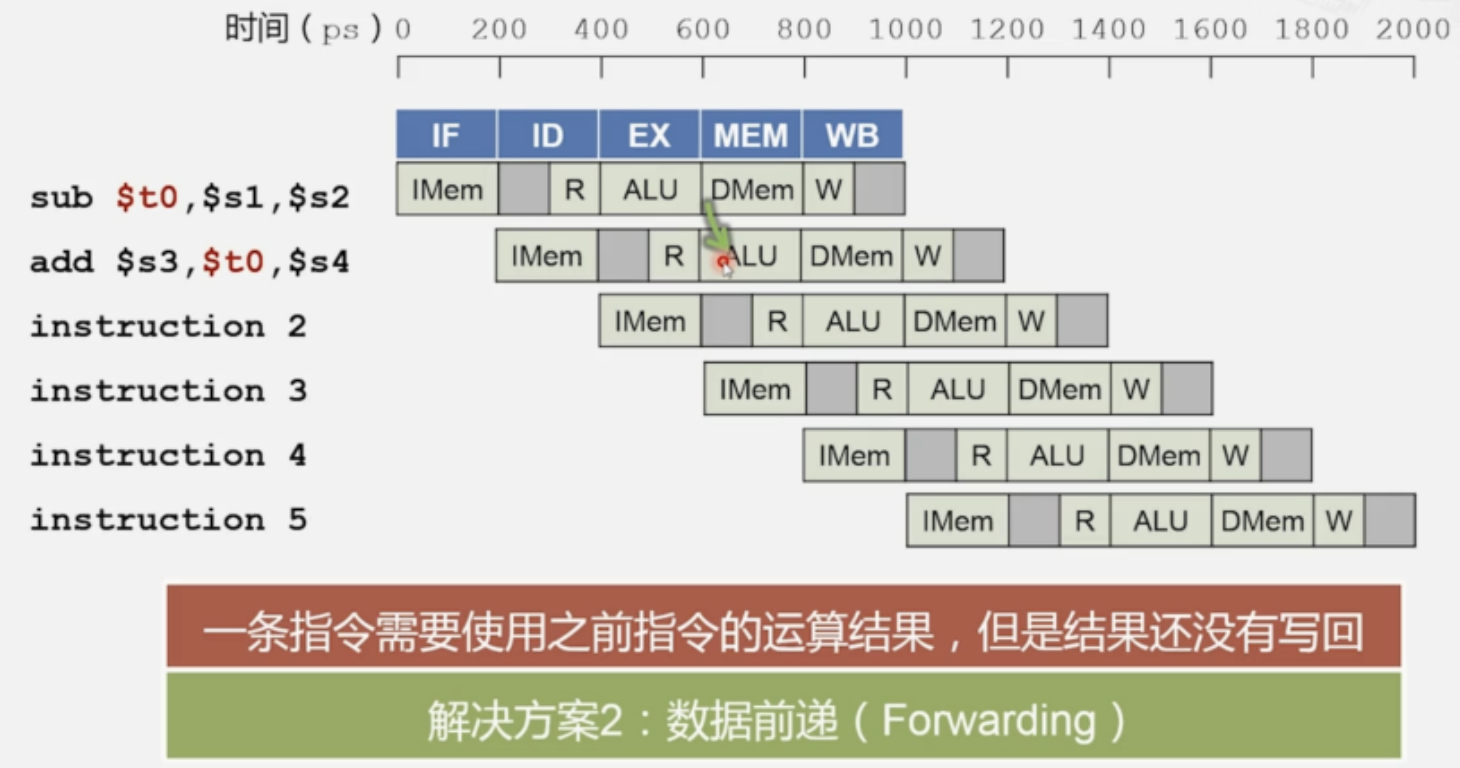 时间（ps）0 200 400 600 800 1000 1200 1400 1600 1800 2000
IF ID EX MEM WB
sub $t0,$s1,$s2 IMem R ALU DMem W
add $s3,$t0,$s4 IMem R ALU DMem W
instruction 2 IMem R ALU DMem W
instruction 3 IMem R ALU DMem W
instruction 4 IMem R ALU DMem W
instruction 5 IMem R ALU DMem W
一条指令需要使用之前指令的运算结果，但是结果还没有写回
解决方案2：数据前递（Forwarding）